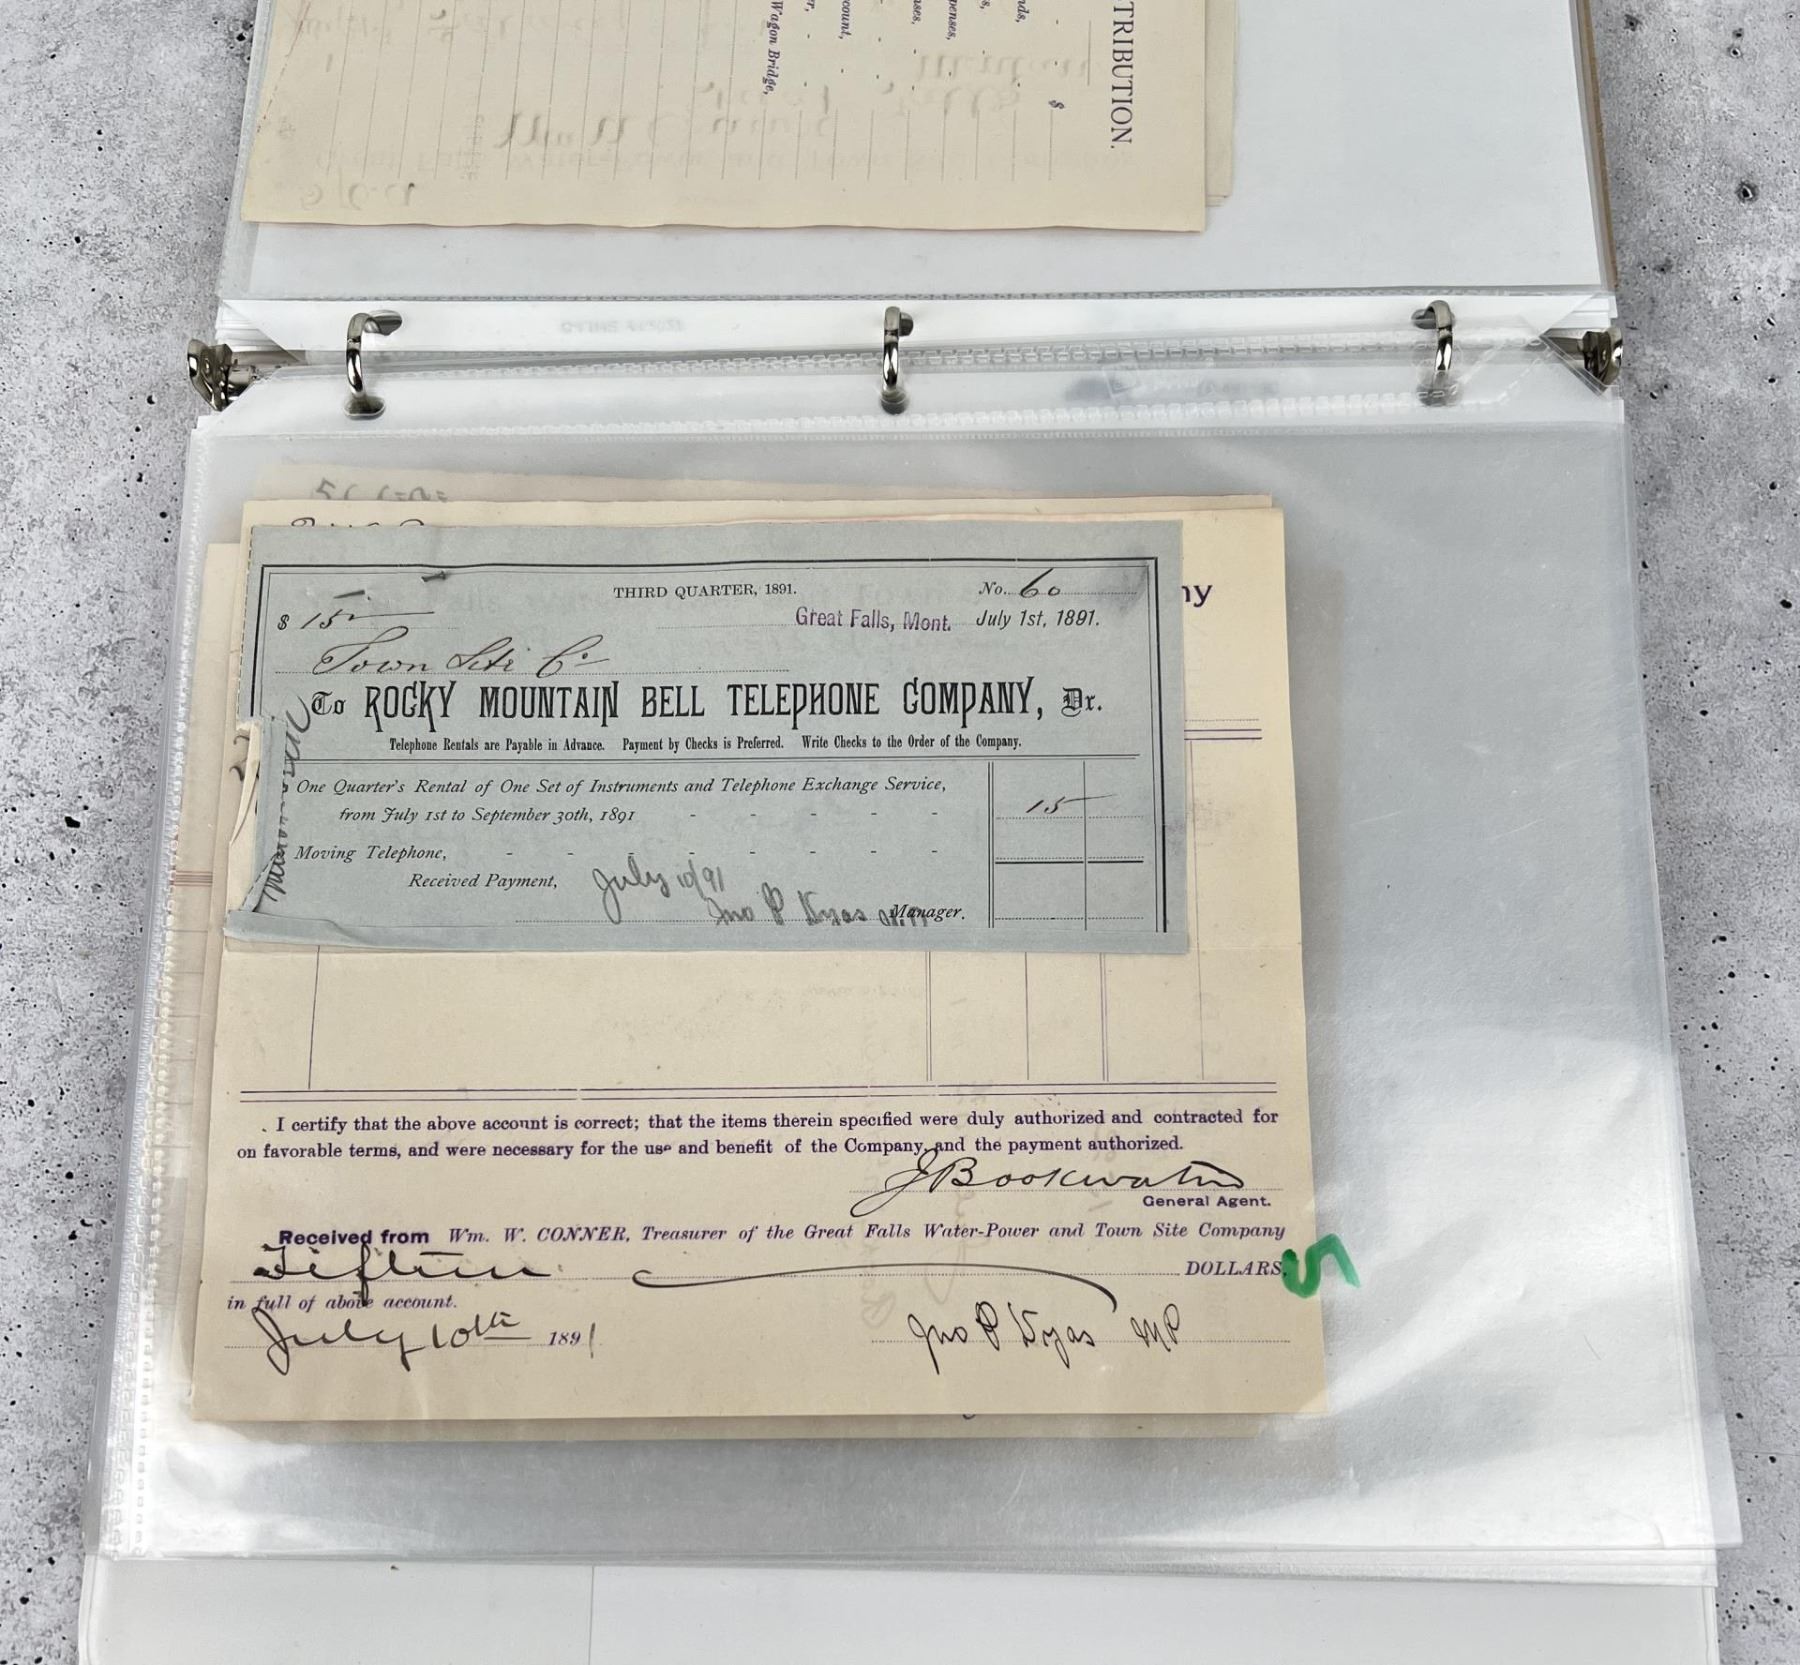 TRIBUTION.
$
nds,
s,
penses,
ses,
count,
r,
Wagon Bridge,
ny
THIRD QUARTER, 1891.
No. 60
$ 15
Great Falls, Mont. July 1st, 1891.
Town Site Co
To ROCKY MOUNTAIN BELL TELEPHONE COMPANY, Dr.
Telephone Rentals are Payable in Advance. Payment by Checks is Preferred. Write Checks to the Order of the Company.
One Quarter's Rental of One Set of Instruments and Telephone Exchange Service,
from July 1st to September 30th, 1891 - - - - - 15
Moving Telephone, - - - - - - - -
Received Payment, July 10/91
Jno P Manager.
I certify that the above account is correct; that the items therein specified were duly authorized and contracted for
on favorable terms, and were necessary for the use and benefit of the Company, and the payment authorized.
J Bookwater
General Agent.
Received from Wm. W. CONNER, Treasurer of the Great Falls Water-Power and Town Site Company
Fifteen DOLLARS,
in full of above account.
July 10th 1891
Jno P
5